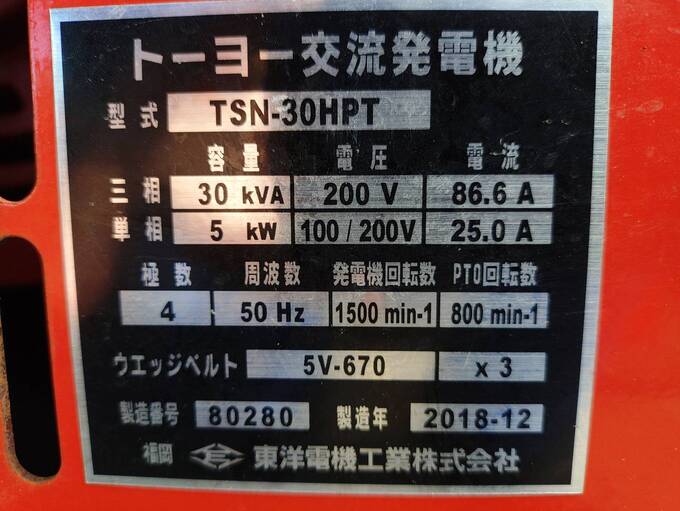 トーヨー交流発電機
型式 TSN-30HPT
容量 電圧 電流
三相 30 kVA 200 V 86.6 A
単相 5 kW 100 / 200V 25.0 A
極数 周波数 発電機回転数 PTO回転数
4 50 Hz 1500 min-1 800 min-1
ウエッジベルト 5V-670 x 3
製造番号 80280 製造年 2018-12
福岡 東洋電機工業株式会社